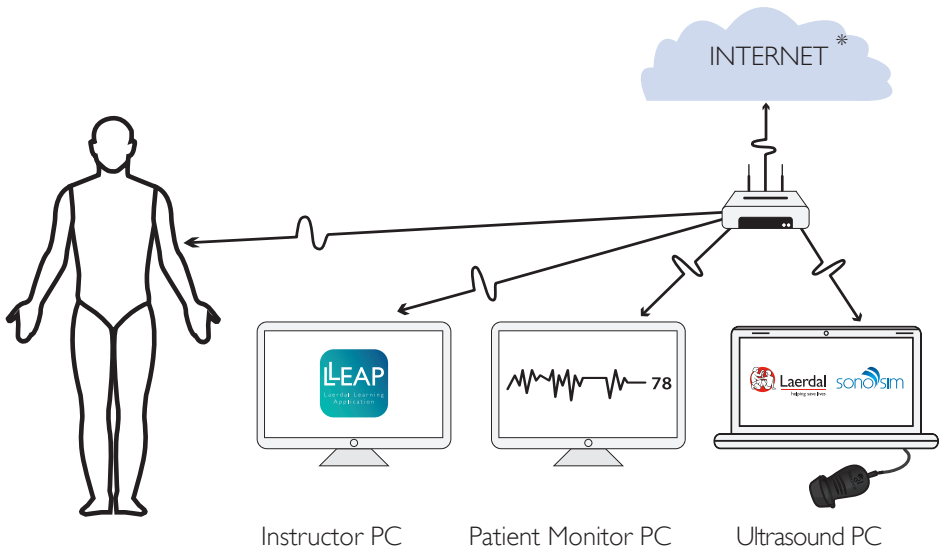 INTERNET *
LLEAP
Laerdal Learning
Application
78
Laerdal
helping save lives
sonosim
Instructor PC
Patient Monitor PC
Ultrasound PC